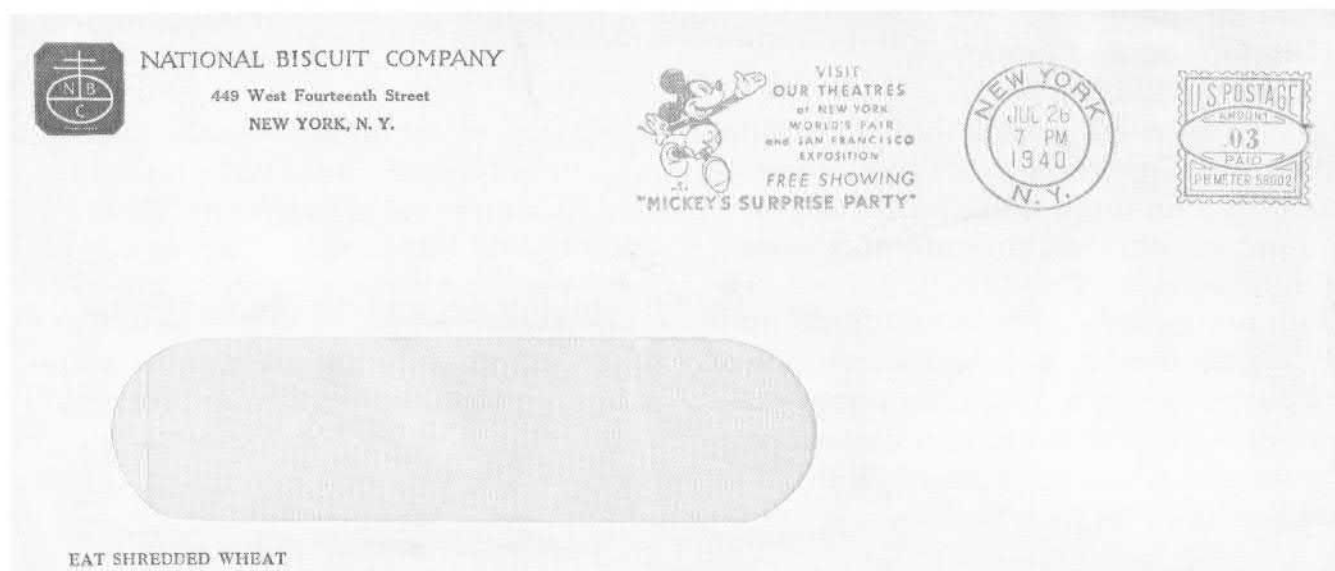 N B
C
NATIONAL BISCUIT COMPANY
449 West Fourteenth Street
NEW YORK, N. Y.
VISIT
OUR THEATRES
at NEW YORK
WORLD'S FAIR
and SAN FRANCISCO
EXPOSITION
FREE SHOWING
"MICKEY'S SURPRISE PARTY"
NEW YORK
JUL 26
7 PM
1940
N. Y.
U.S. POSTAGE
AMOUNT
.03
PAID
P B METER 58002
EAT SHREDDED WHEAT